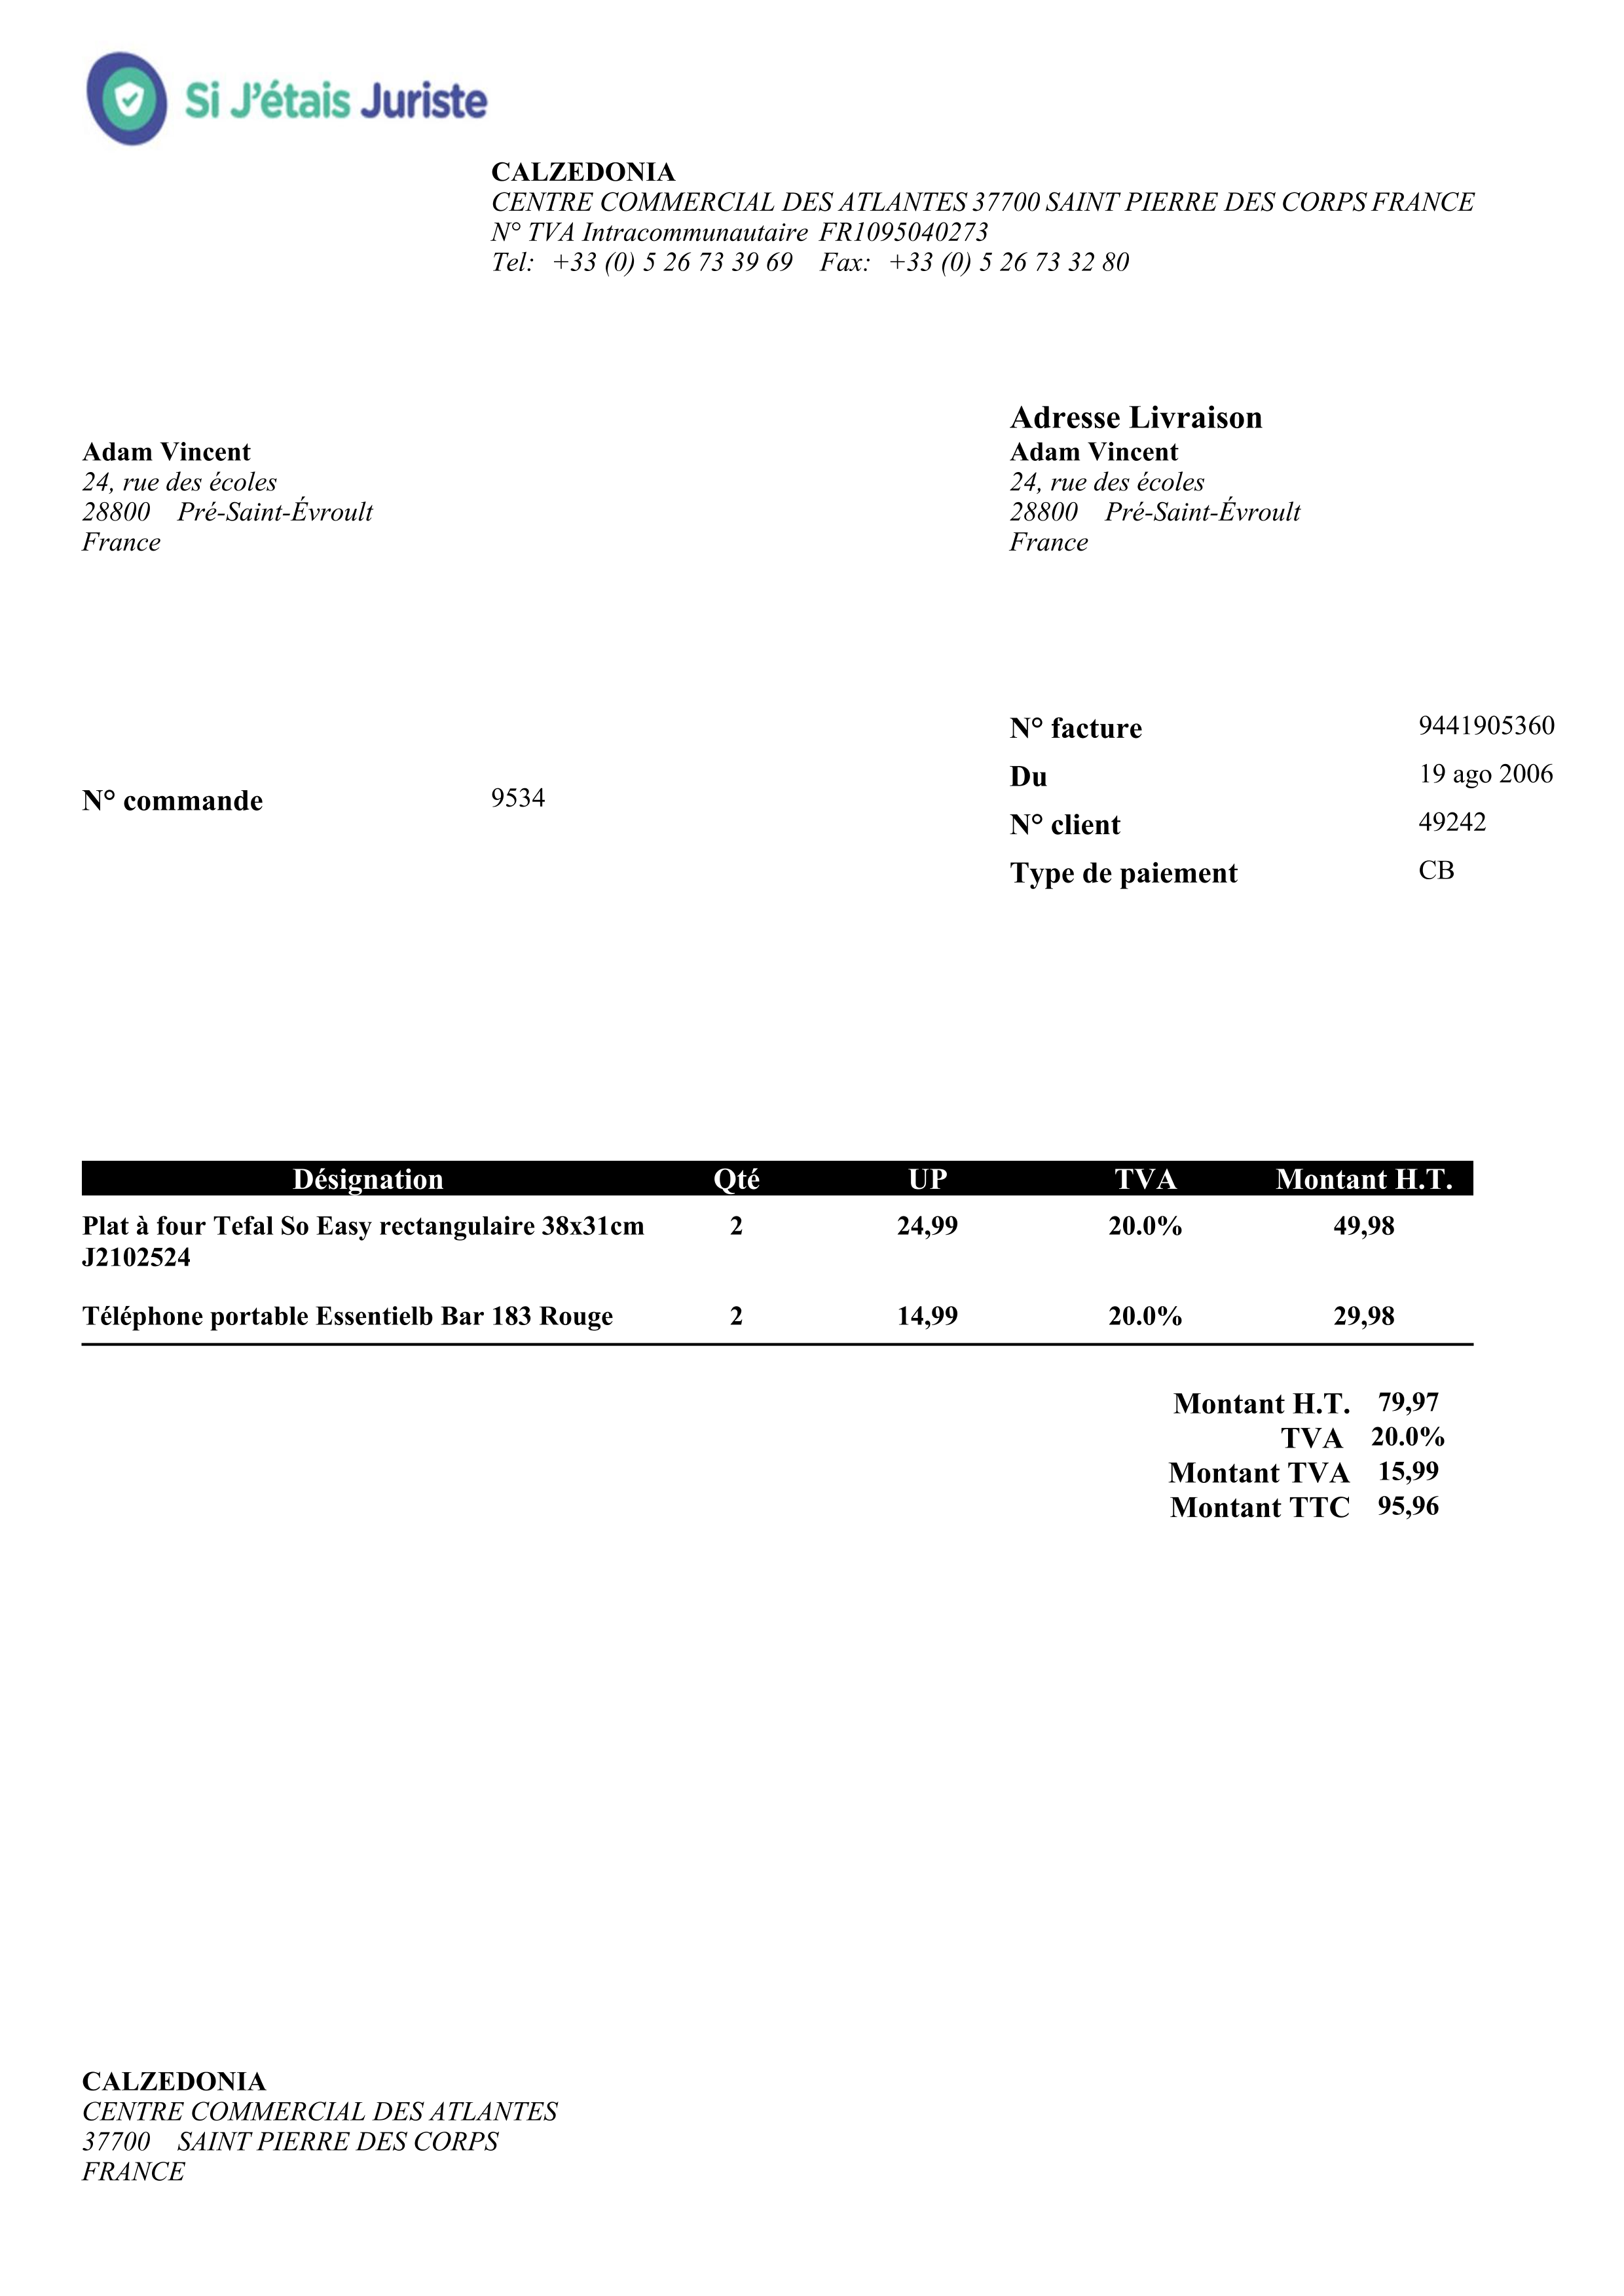 Si J'étais Juriste
CALZEDONIA
CENTRE COMMERCIAL DES ATLANTES 37700 SAINT PIERRE DES CORPS FRANCE
N° TVA Intracommunautaire FR1095040273
Tel: +33 (0) 5 26 73 39 69 Fax: +33 (0) 5 26 73 32 80
Adam Vincent
24, rue des écoles
28800 Pré-Saint-Évroult
France
Adresse Livraison
Adam Vincent
24, rue des écoles
28800 Pré-Saint-Évroult
France
N° commande 9534
N° facture 9441905360
Du 19 ago 2006
N° client 49242
Type de paiement CB
Désignation Qté UP TVA Montant H.T.
Plat à four Tefal So Easy rectangulaire 38x31cm 2 24,99 20.0% 49,98
J2102524
Téléphone portable Essentielb Bar 183 Rouge 2 14,99 20.0% 29,98
Montant H.T. 79,97
TVA 20.0%
Montant TVA 15,99
Montant TTC 95,96
CALZEDONIA
CENTRE COMMERCIAL DES ATLANTES
37700 SAINT PIERRE DES CORPS
FRANCE